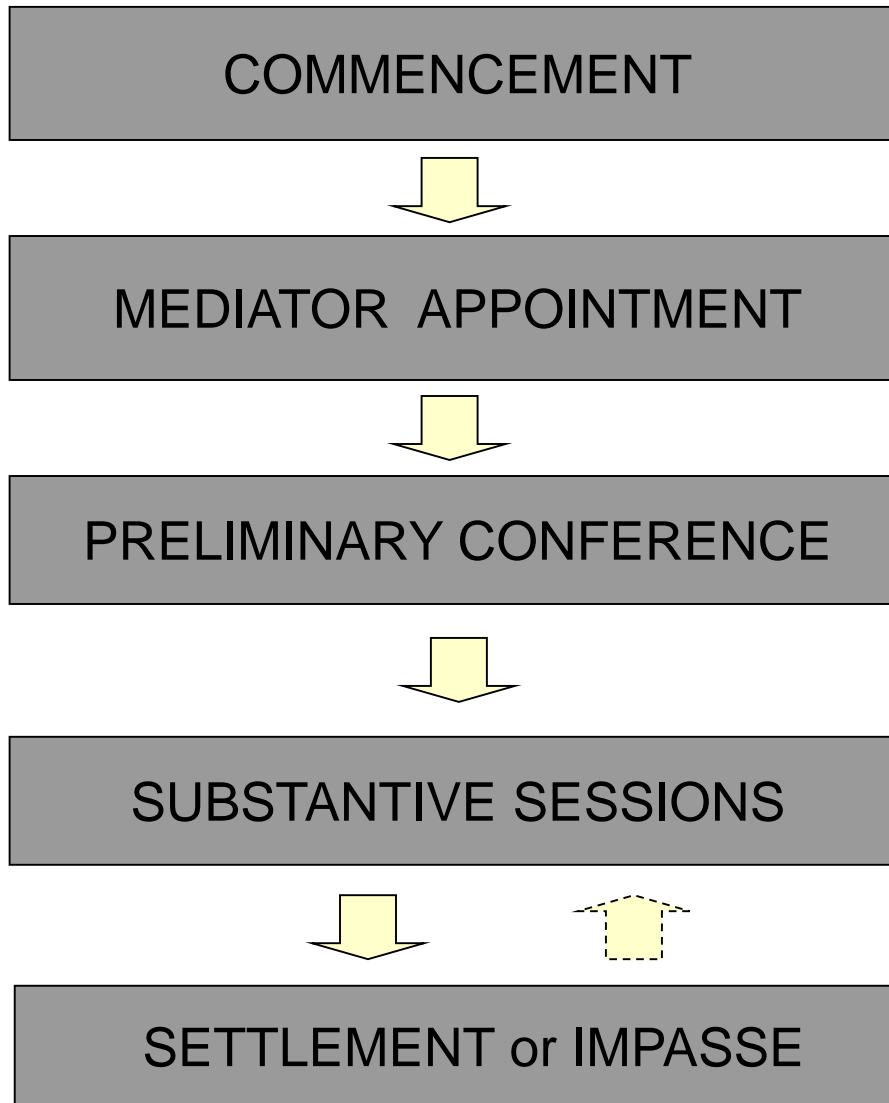 COMMENCEMENT
MEDIATOR APPOINTMENT
PRELIMINARY CONFERENCE
SUBSTANTIVE SESSIONS
SETTLEMENT or IMPASSE